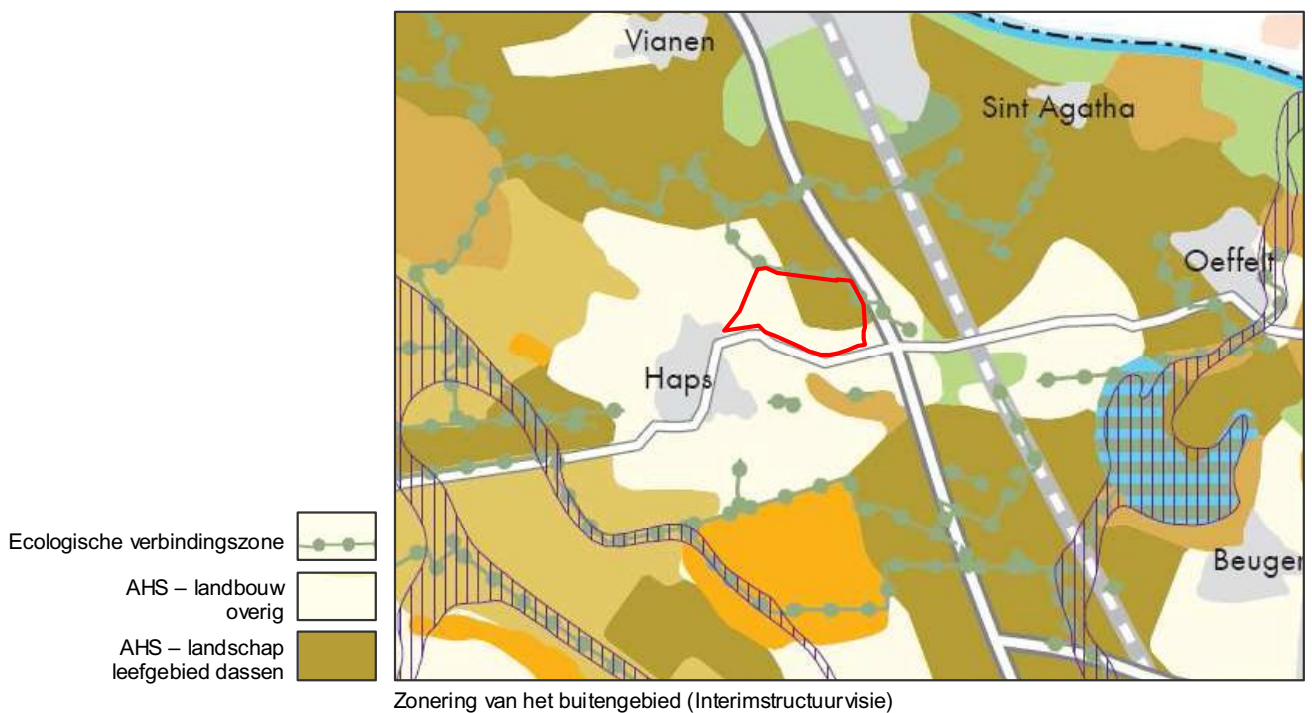 Vianen
Sint Agatha
Oeffelt
Haps
Beugen
Ecologische verbindingszone
AHS – landbouw
overig
AHS – landschap
leefgebied dassen
Zonering van het buitengebied (Interimstructuurvisie)